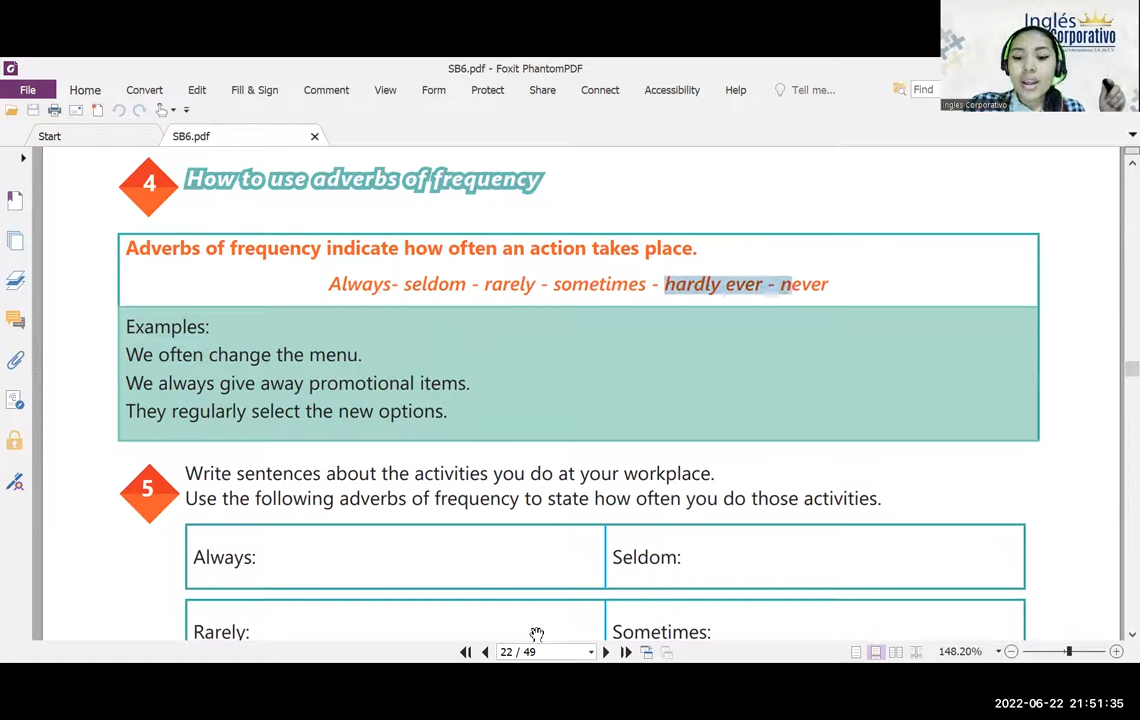 Inglés
Corporativo
Inglés Corporativo
SB6.pdf - Foxit PhantomPDF
File Home Convert Edit Fill & Sign Comment View Form Protect Share Connect Accessibility Help Tell me... Find
Start SB6.pdf
4 How to use adverbs of frequency
Adverbs of frequency indicate how often an action takes place.
Always- seldom - rarely - sometimes - hardly ever - never
Examples:
We often change the menu.
We always give away promotional items.
They regularly select the new options.
5 Write sentences about the activities you do at your workplace.
Use the following adverbs of frequency to state how often you do those activities.
Always: Seldom:
Rarely: Sometimes:
22 / 49 148.20%
2022-06-22 21:51:35